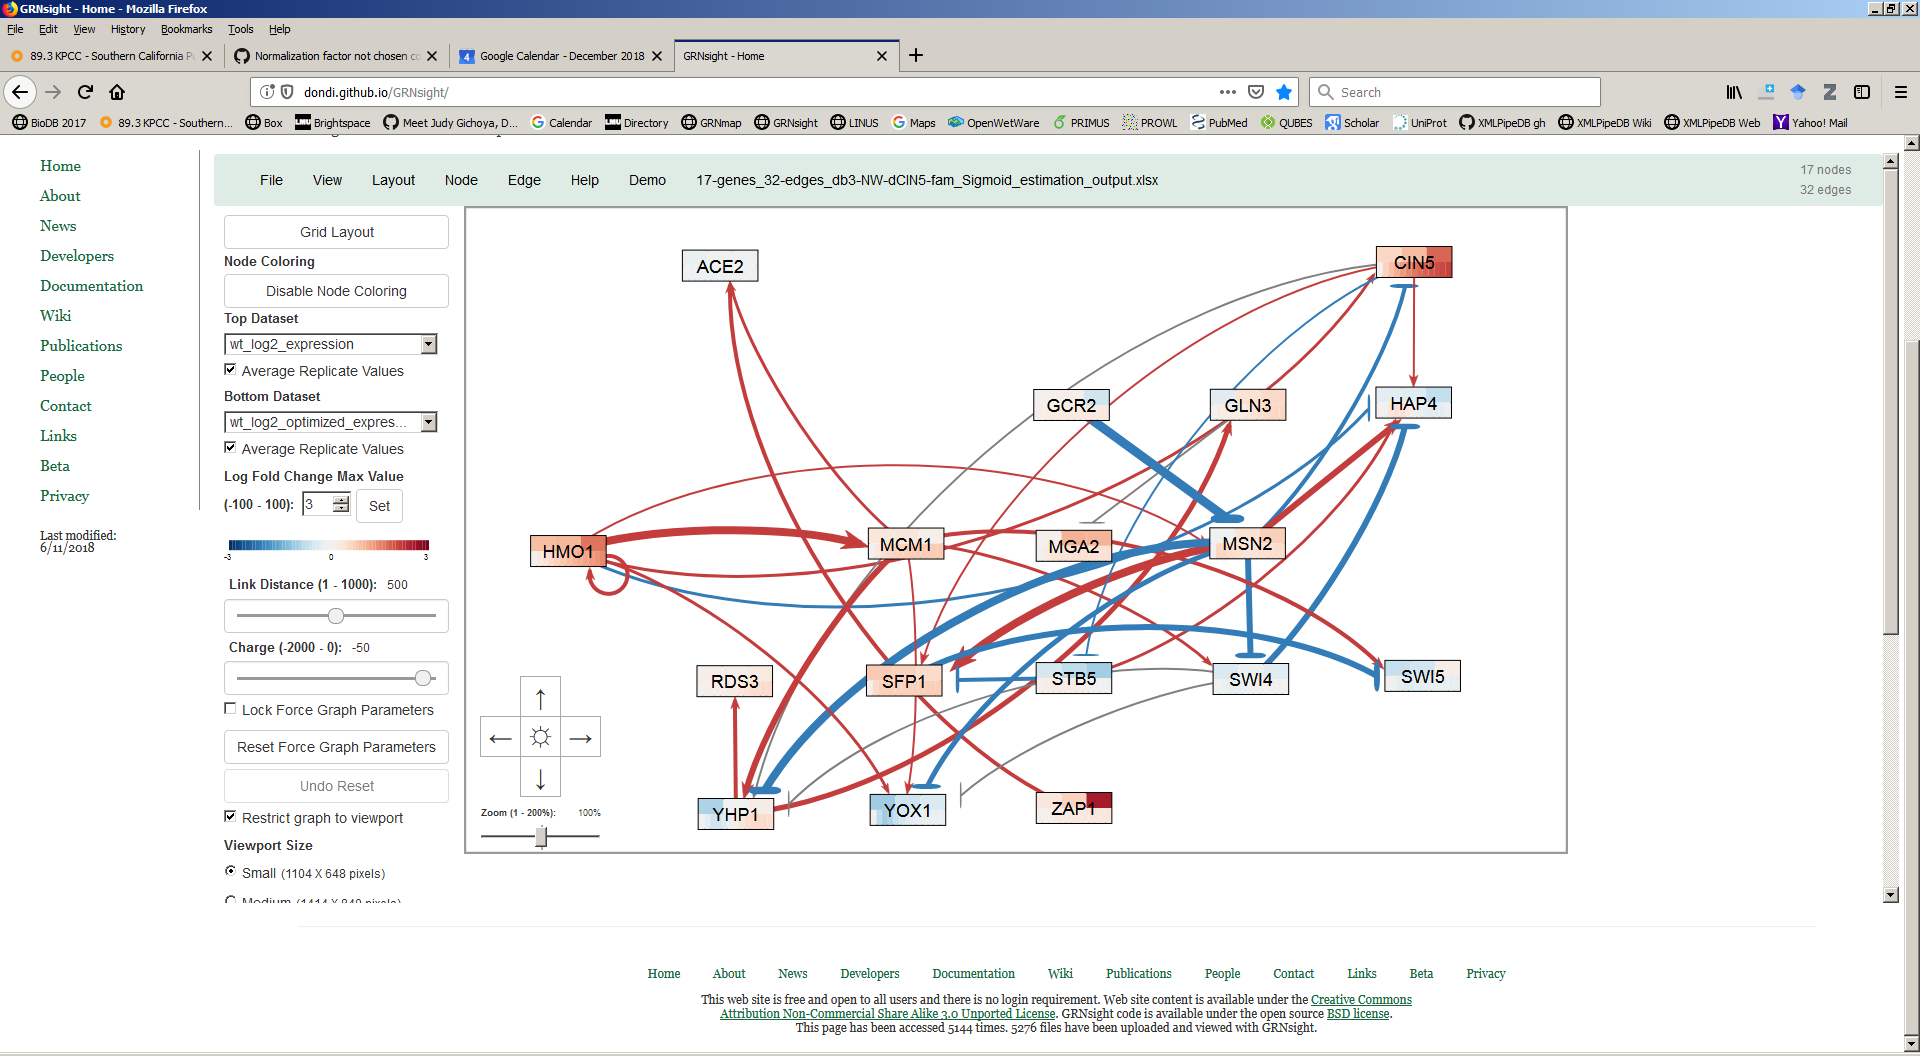 GRNsight - Home - Mozilla Firefox
File Edit View History Bookmarks Tools Help
89.3 KPCC - Southern California
Normalization factor not chosen
Google Calendar - December 2018
GRNsight - Home
dondi.github.io/GRNsight/
Search
BioDB 2017
89.3 KPCC - Southern...
Box
Brightspace
Meet Judy Gichoya, D...
Calendar
Directory
GRNmap
GRNsight
LINUS
Maps
OpenWetWare
PRIMUS
PROWL
PubMed
QUBES
Scholar
UniProt
XMLPipeDB gh
XMLPipeDB Wiki
XMLPipeDB Web
Yahoo! Mail
Home
About
News
Developers
Documentation
Wiki
Publications
People
Contact
Links
Beta
Privacy
Last modified:
6/11/2018
File View Layout Node Edge Help Demo 17-genes_32-edges_db3-NW-dCIN5-fam_Sigmoid_estimation_output.xlsx
17 nodes
32 edges
Grid Layout
Node Coloring
Disable Node Coloring
Top Dataset
wt_log2_expression
Average Replicate Values
Bottom Dataset
wt_log2_optimized_expres...
Average Replicate Values
Log Fold Change Max Value
(-100 - 100): 3 Set
-3 0 3
Link Distance (1 - 1000): 500
Charge (-2000 - 0): -50
Lock Force Graph Parameters
Reset Force Graph Parameters
Undo Reset
Restrict graph to viewport
Viewport Size
Small (1104 X 648 pixels)
Medium (1414 X 840 pixels)
Zoom (1 - 200%): 100%
ACE2
CIN5
GCR2
GLN3
HAP4
HMO1
MCM1
MGA2
MSN2
RDS3
SFP1
STB5
SWI4
SWI5
YHP1
YOX1
ZAP1
Home About News Developers Documentation Wiki Publications People Contact Links Beta Privacy
This web site is free and open to all users and there is no login requirement. Web site content is available under the Creative Commons
Attribution Non-Commercial Share Alike 3.0 Unported License. GRNsight code is available under the open source BSD license.
This page has been accessed 5144 times. 5276 files have been uploaded and viewed with GRNsight.